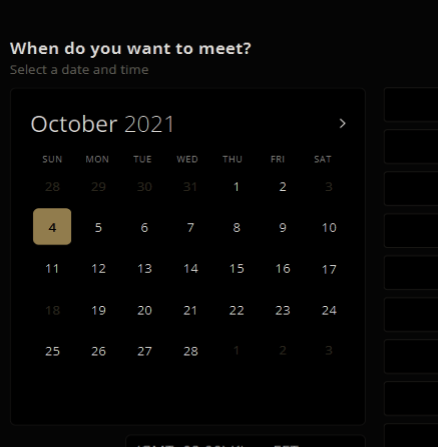 When do you want to meet?
Select a date and time
October 2021
SUN MON TUE WED THU FRI SAT
28 29 30 31 1 2 3
4 5 6 7 8 9 10
11 12 13 14 15 16 17
18 19 20 21 22 23 24
25 26 27 28 1 2 3